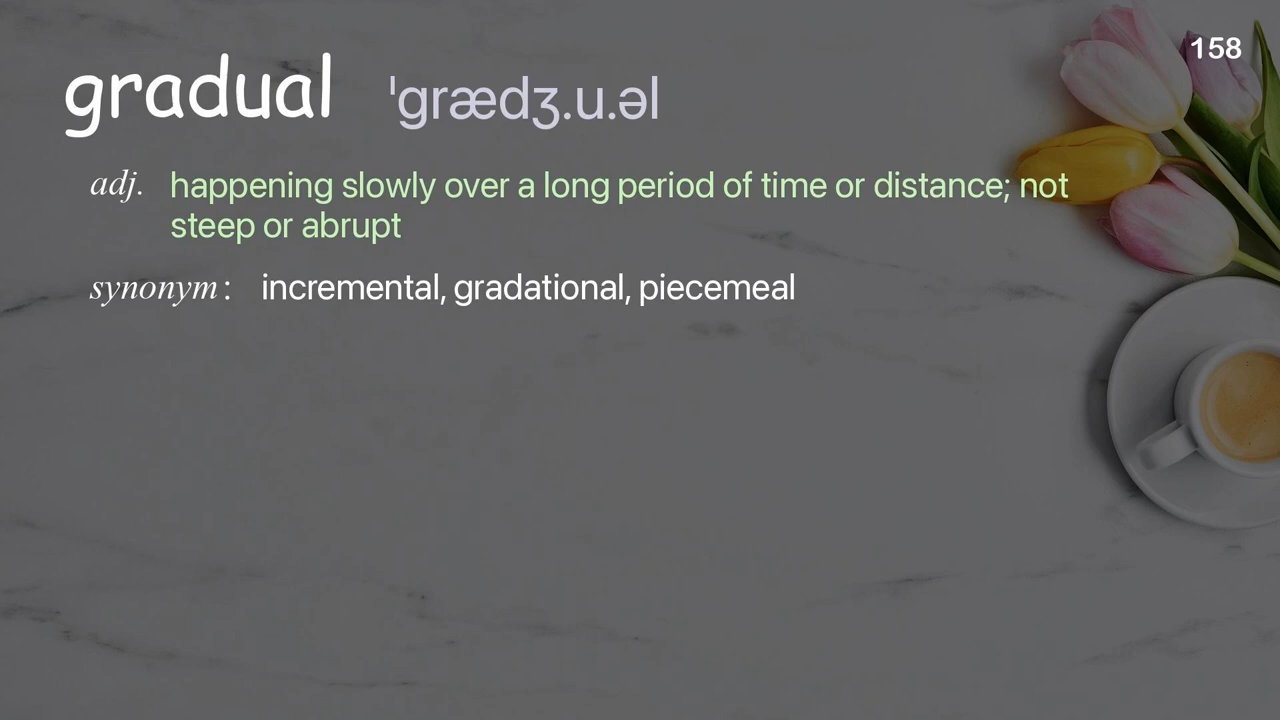 158
gradual ˈɡrædʒ.u.əl
adj. happening slowly over a long period of time or distance; not
steep or abrupt
synonym : incremental, gradational, piecemeal